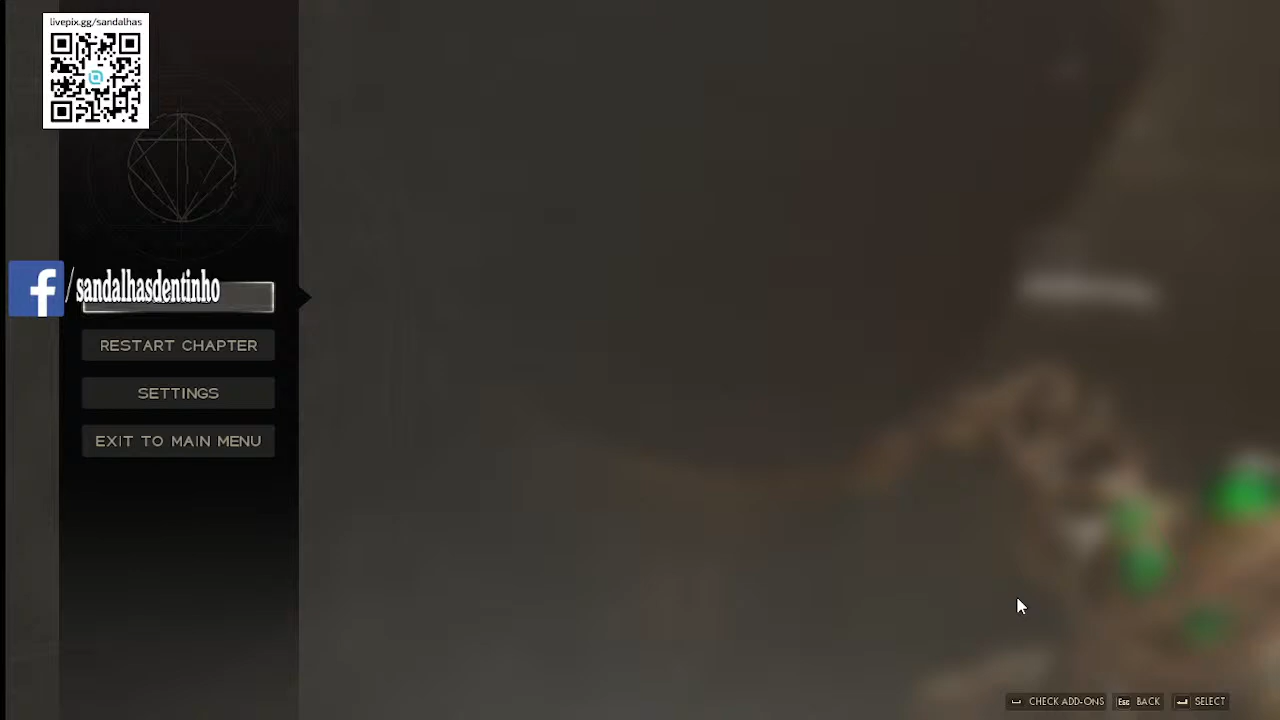 livepix.gg/sandalhas
f/sandalhasdentinho
RESTART CHAPTER
SETTINGS
EXIT TO MAIN MENU
CHECK ADD-ONS Esc BACK SELECT